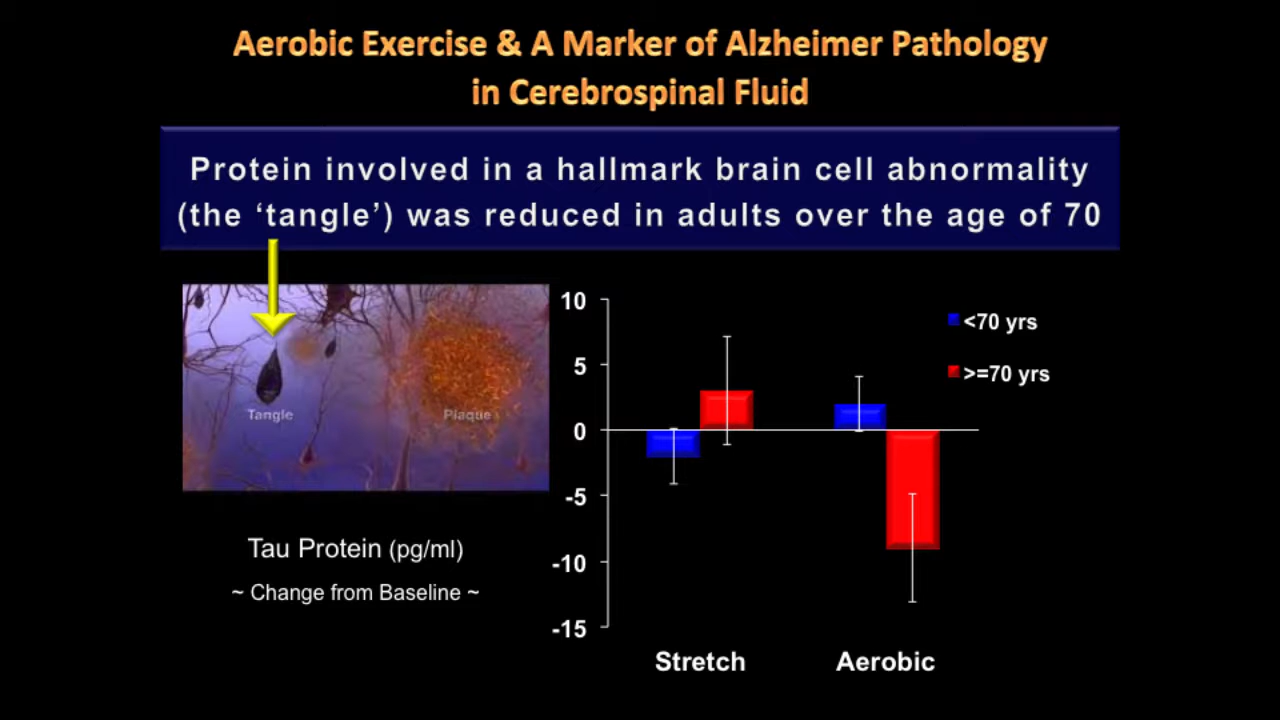 Aerobic Exercise & A Marker of Alzheimer Pathology
in Cerebrospinal Fluid
Protein involved in a hallmark brain cell abnormality
(the ‘tangle’) was reduced in adults over the age of 70
Tangle
Plaque
Tau Protein (pg/ml)
~ Change from Baseline ~
10
5
0
-5
-10
-15
<70 yrs
>=70 yrs
Stretch
Aerobic